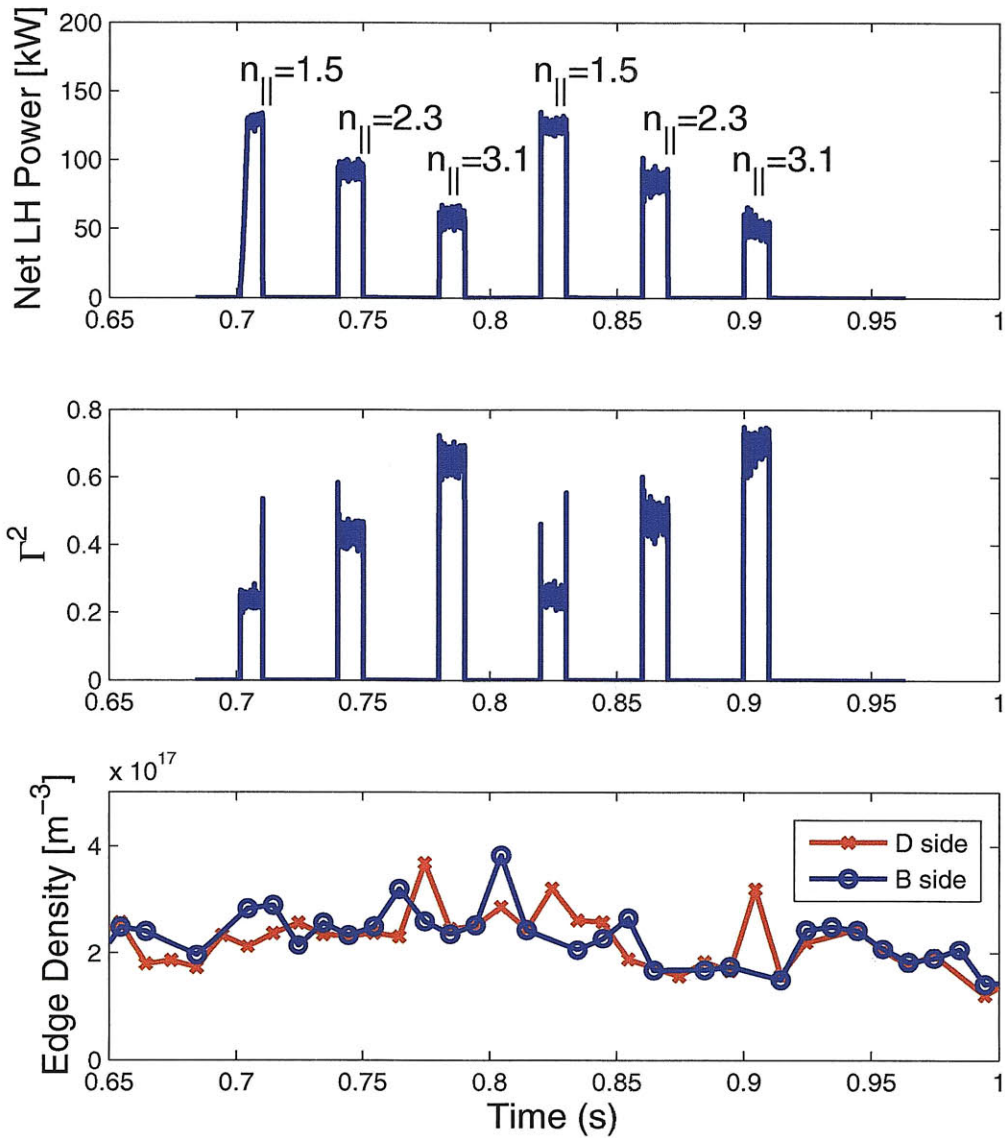 Net LH Power [kW]
200
150
100
50
0
n||=1.5
n||=2.3
n||=3.1
n||=1.5
n||=2.3
n||=3.1
0.65 0.7 0.75 0.8 0.85 0.9 0.95 1
Γ²
0.8
0.6
0.4
0.2
0
0.65 0.7 0.75 0.8 0.85 0.9 0.95 1
x 10¹⁷
Edge Density [m⁻³]
4
2
0
D side
B side
0.65 0.7 0.75 0.8 0.85 0.9 0.95 1
Time (s)